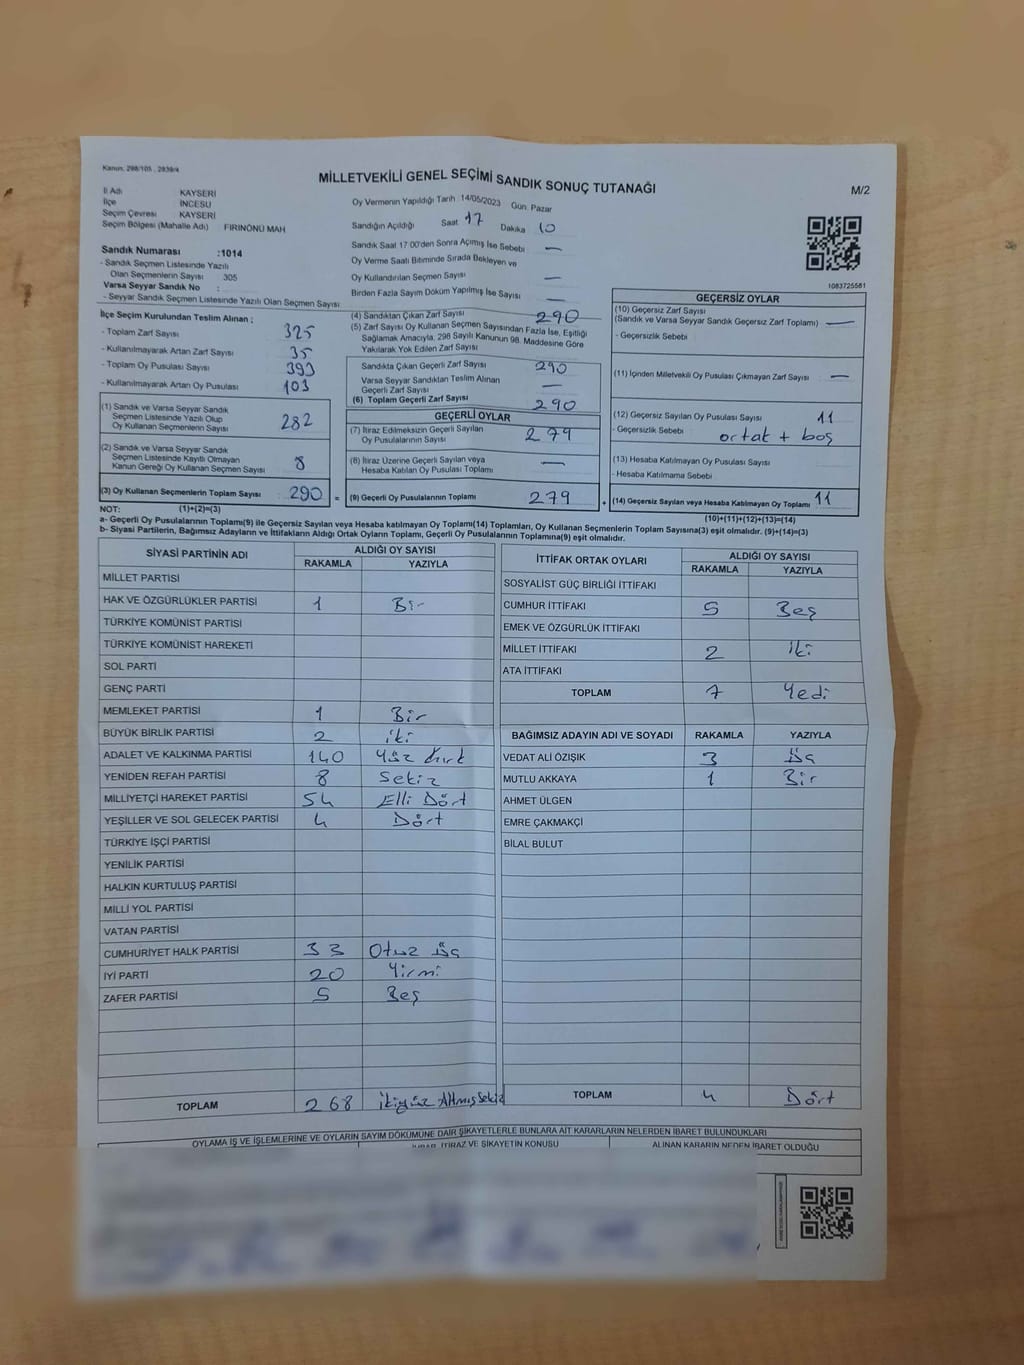 Kanun. 298/105 , 2839/4
MİLLETVEKİLİ GENEL SEÇİMİ SANDIK SONUÇ TUTANAĞI
M/2
İl Adı KAYSERİ
İlçe İNCESU
Seçim Çevresi KAYSERİ
Seçim Bölgesi (Mahalle Adı) FIRINÖNÜ MAH
Sandık Numarası :1014
- Sandık Seçmen Listesinde Yazılı
Olan Seçmenlerin Sayısı 305
Varsa Seyyar Sandık No :
- Seyyar Sandık Seçmen Listesinde Yazılı Olan Seçmen Sayısı
Oy Vermenin Yapıldığı Tarih :14/05/2023 Gün: Pazar
Sandığın Açıldığı Saat 17 Dakika 10
Sandık Saat 17:00'den Sonra Açılmış İse Sebebi —
Oy Verme Saati Bitiminde Sırada Bekleyen ve
Oy Kullandırılan Seçmen Sayısı —
Birden Fazla Sayım Döküm Yapılmış İse Sayısı —
1083725581
İlçe Seçim Kurulundan Teslim Alınan ;
- Toplam Zarf Sayısı 325
- Kullanılmayarak Artan Zarf Sayısı 35
- Toplam Oy Pusulası Sayısı 393
- Kullanılmayarak Artan Oy Pusulası 103
(1) Sandık ve Varsa Seyyar Sandık
Seçmen Listesinde Yazılı Olup
Oy Kullanan Seçmenlerin Sayısı 282
(2) Sandık ve Varsa Seyyar Sandık
Seçmen Listesinde Kayıtlı Olmayan
Kanun Gereği Oy Kullanan Seçmen Sayısı 8
(3) Oy Kullanan Seçmenlerin Toplam Sayısı 290 =
(4) Sandıktan Çıkan Zarf Sayısı 290
(5) Zarf Sayısı Oy Kullanan Seçmen Sayısından Fazla İse, Eşitliği
Sağlamak Amacıyla, 298 Sayılı Kanunun 98. Maddesine Göre
Yakılarak Yok Edilen Zarf Sayısı
Sandıkta Çıkan Geçerli Zarf Sayısı 290
Varsa Seyyar Sandıktan Teslim Alınan
Geçerli Zarf Sayısı —
(6) Toplam Geçerli Zarf Sayısı 290
GEÇERLİ OYLAR
(7) İtiraz Edilmeksizin Geçerli Sayılan
Oy Pusulalarının Sayısı 279
(8) İtiraz Üzerine Geçerli Sayılan veya
Hesaba Katılan Oy Pusulası Toplamı —
(9) Geçerli Oy Pusulalarının Toplamı 279 +
GEÇERSİZ OYLAR
(10) Geçersiz Zarf Sayısı
(Sandık ve Varsa Seyyar Sandık Geçersiz Zarf Toplamı) —
- Geçersizlik Sebebi
(11) İçinden Milletvekili Oy Pusulası Çıkmayan Zarf Sayısı —
(12) Geçersiz Sayılan Oy Pusulası Sayısı 11
- Geçersizlik Sebebi ortak + boş
(13) Hesaba Katılmayan Oy Pusulası Sayısı
- Hesaba Katılmama Sebebi
(14) Geçersiz Sayılan veya Hesaba Katılmayan Oy Toplamı 11
NOT: (1)+(2)=(3) (10)+(11)+(12)+(13)=(14)
a- Geçerli Oy Pusulalarının Toplamı(9) ile Geçersiz Sayılan veya Hesaba katılmayan Oy Toplamı(14) Toplamları, Oy Kullanan Seçmenlerin Toplam Sayısına(3) eşit olmalıdır. (9)+(14)=(3)
b- Siyasi Partilerin, Bağımsız Adayların ve İttifakların Aldığı Ortak Oyların Toplamı, Geçerli Oy Pusulalarının Toplamına(9) eşit olmalıdır.
SİYASİ PARTİNİN ADI ALDIĞI OY SAYISI
RAKAMLA YAZIYLA
MİLLET PARTİSİ
HAK VE ÖZGÜRLÜKLER PARTİSİ 1 Bir
TÜRKİYE KOMÜNİST PARTİSİ
TÜRKİYE KOMÜNİST HAREKETİ
SOL PARTİ
GENÇ PARTİ
MEMLEKET PARTİSİ 1 Bir
BÜYÜK BİRLİK PARTİSİ 2 iki
ADALET VE KALKINMA PARTİSİ 140 Yüz Kırk
YENİDEN REFAH PARTİSİ 8 Sekiz
MİLLİYETÇİ HAREKET PARTİSİ 54 Elli Dört
YEŞİLLER VE SOL GELECEK PARTİSİ 4 Dört
TÜRKİYE İŞÇİ PARTİSİ
YENİLİK PARTİSİ
HALKIN KURTULUŞ PARTİSİ
MİLLİ YOL PARTİSİ
VATAN PARTİSİ
CUMHURİYET HALK PARTİSİ 33 Otuz Üç
İYİ PARTİ 20 Yirmi
ZAFER PARTİSİ 5 Beş
TOPLAM 268 ikiyüz Altmış Sekiz
İTTİFAK ORTAK OYLARI ALDIĞI OY SAYISI
RAKAMLA YAZIYLA
SOSYALİST GÜÇ BİRLİĞİ İTTİFAKI
CUMHUR İTTİFAKI 5 Beş
EMEK VE ÖZGÜRLÜK İTTİFAKI
MİLLET İTTİFAKI 2 iki
ATA İTTİFAKI
TOPLAM 7 Yedi
BAĞIMSIZ ADAYIN ADI VE SOYADI RAKAMLA YAZIYLA
VEDAT ALİ ÖZIŞIK 3 Üç
MUTLU AKKAYA 1 Bir
AHMET ÜLGEN
EMRE ÇAKMAKÇİ
BİLAL BULUT
TOPLAM 4 Dört
OYLAMA İŞ VE İŞLEMLERİNE VE OYLARIN SAYIM DÖKÜMÜNE DAİR ŞİKAYETLERLE BUNLARA AİT KARARLARIN NELERDEN İBARET BULUNDUKLARI
İTİRAZ VE ŞİKAYETİN KONUSU ALINAN KARARIN NEDEN İBARET OLDUĞU